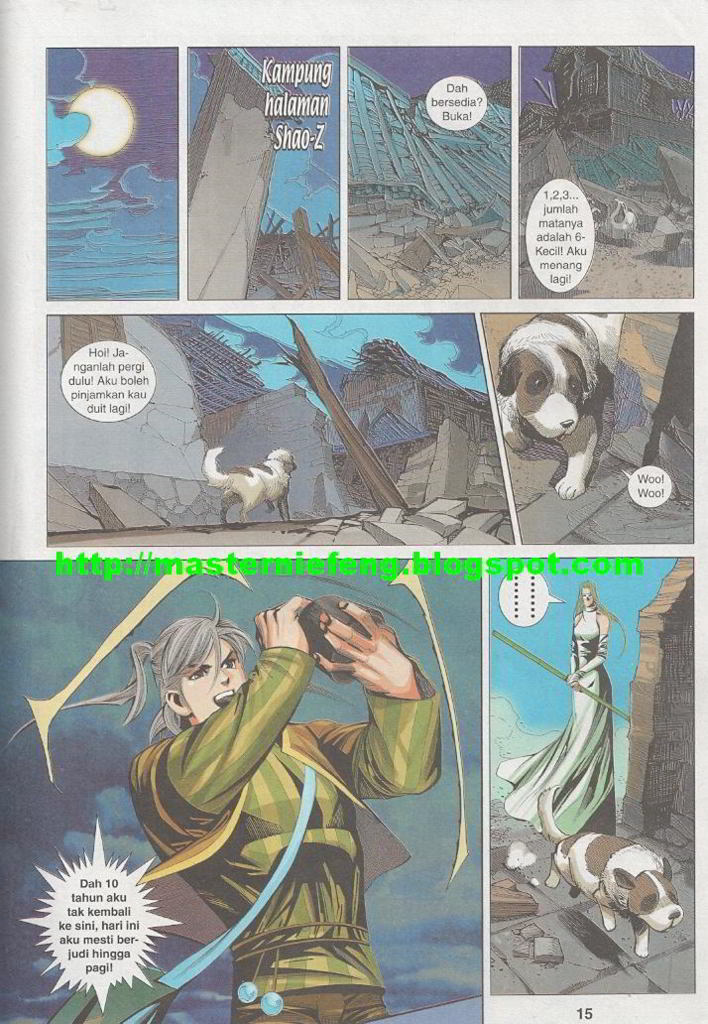 Kampung
halaman
Shao-Z
Dah
bersedia?
Buka!
1,2,3...
jumlah
matanya
adalah 6-
Kecil! Aku
menang
lagi!
Hoi! Ja-
nganlah pergi
dulu! Aku boleh
pinjamkan kau
duit lagi!
Woo!
Woo!
http://masterniefeng.blogspot.com
Dah 10
tahun aku
tak kembali
ke sini, hari ini
aku mesti ber-
judi hingga
pagi!
15